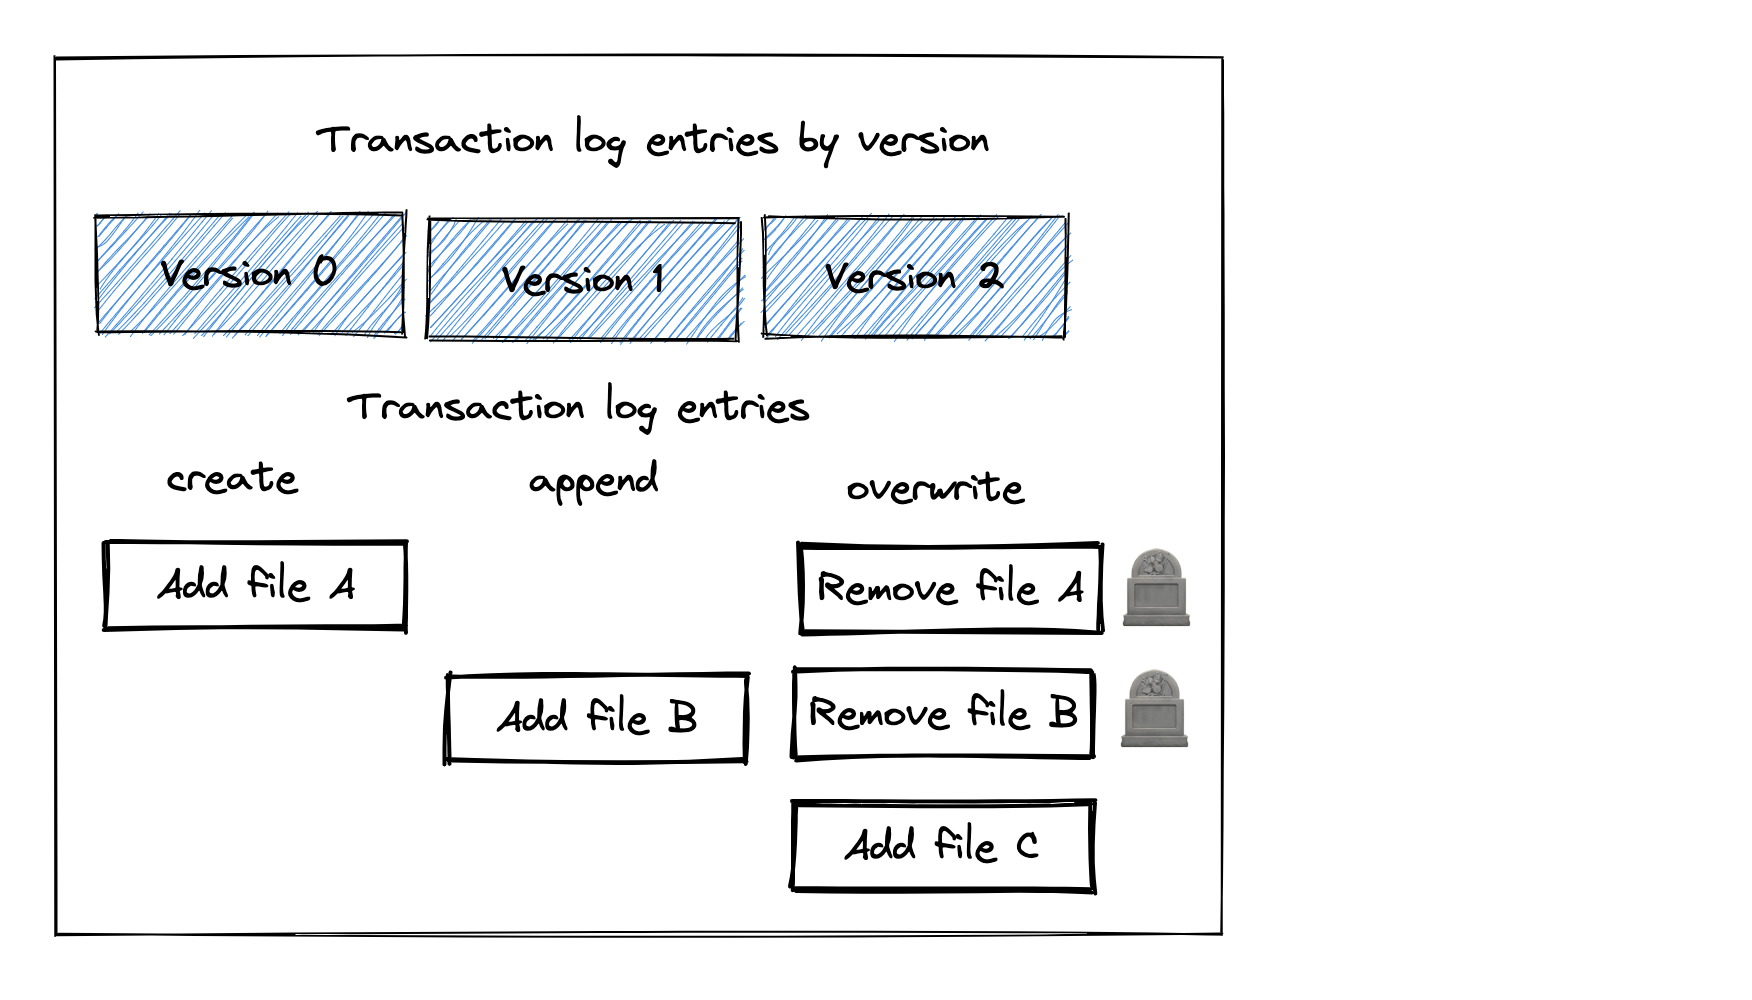 Transaction log entries by version
Version 0
Version 1
Version 2
Transaction log entries
create
append
overwrite
Add file A
Remove file A
Add file B
Remove file B
Add file C